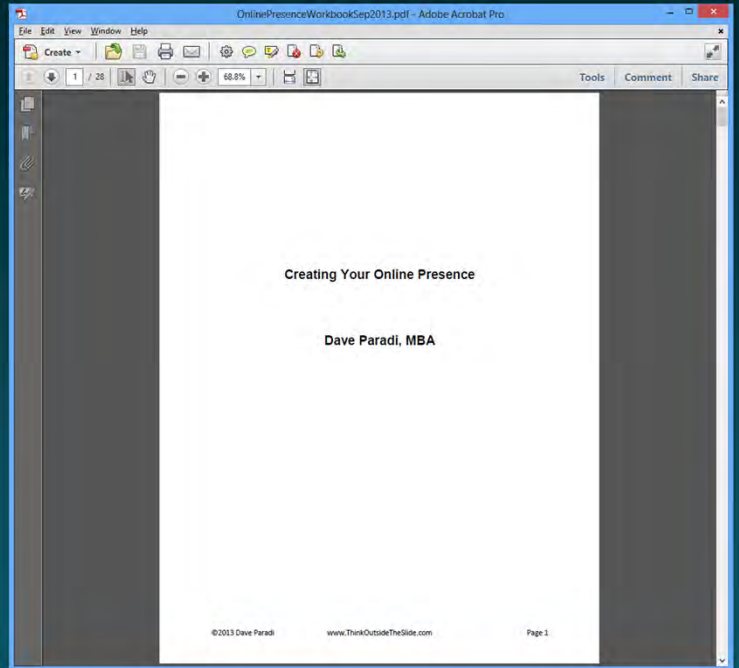 OnlinePresenceWorkbookSep2013.pdf - Adobe Acrobat Pro
File Edit View Window Help
Create
1 / 28 68.8% Tools Comment Share
Creating Your Online Presence
Dave Paradi, MBA
©2013 Dave Paradi www.ThinkOutsideTheSlide.com Page 1